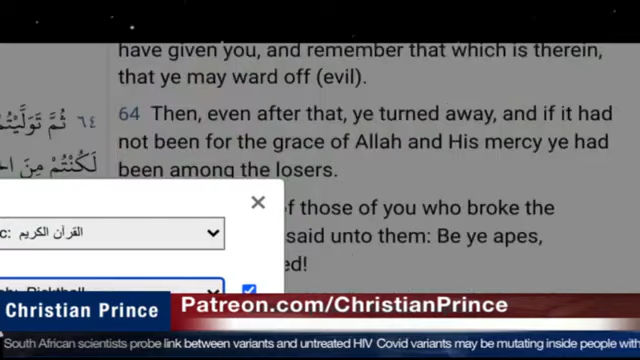 have given you, and remember that which is therein,
that ye may ward off (evil).
64 Then, even after that, ye turned away, and if it had
not been for the grace of Allah and His mercy ye had
been among the losers.
٦٤ ثُمَّ تَوَلَّيْتُمْ
لَكُنْتُمْ مِنَ
×
of those of you who broke the
said unto them: Be ye apes,
c: القرآن الكريم
Pickthall
Christian Prince
Patreon.com/ChristianPrince
South African scientists probe link between variants and untreated HIV Covid variants may be mutating inside people with